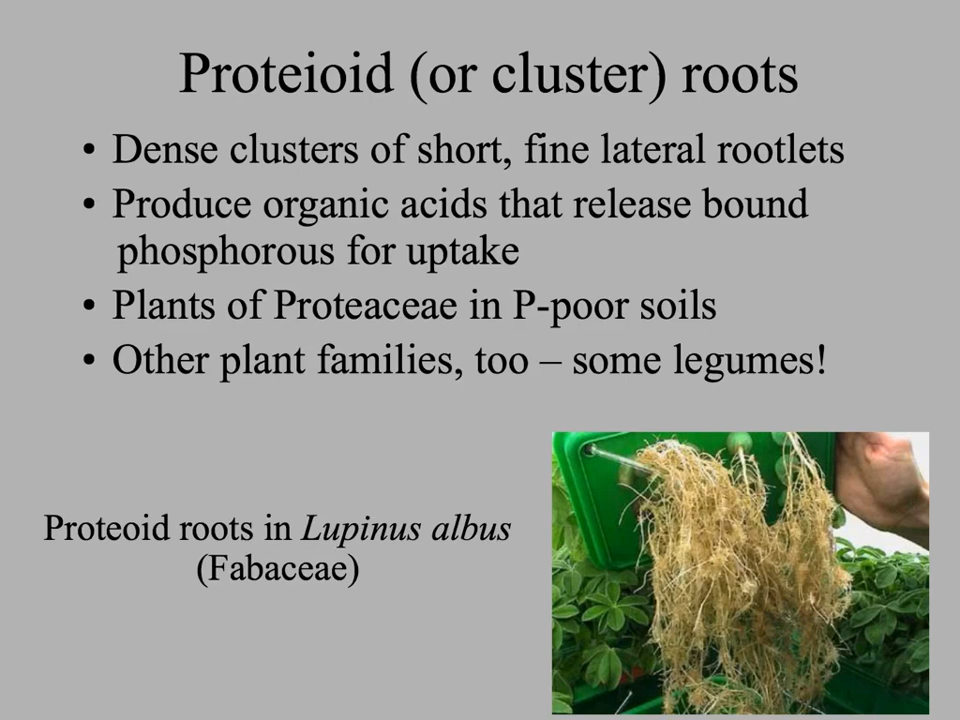 Proteioid (or cluster) roots
• Dense clusters of short, fine lateral rootlets
• Produce organic acids that release bound
phosphorous for uptake
• Plants of Proteaceae in P-poor soils
• Other plant families, too – some legumes!
Proteoid roots in Lupinus albus
(Fabaceae)